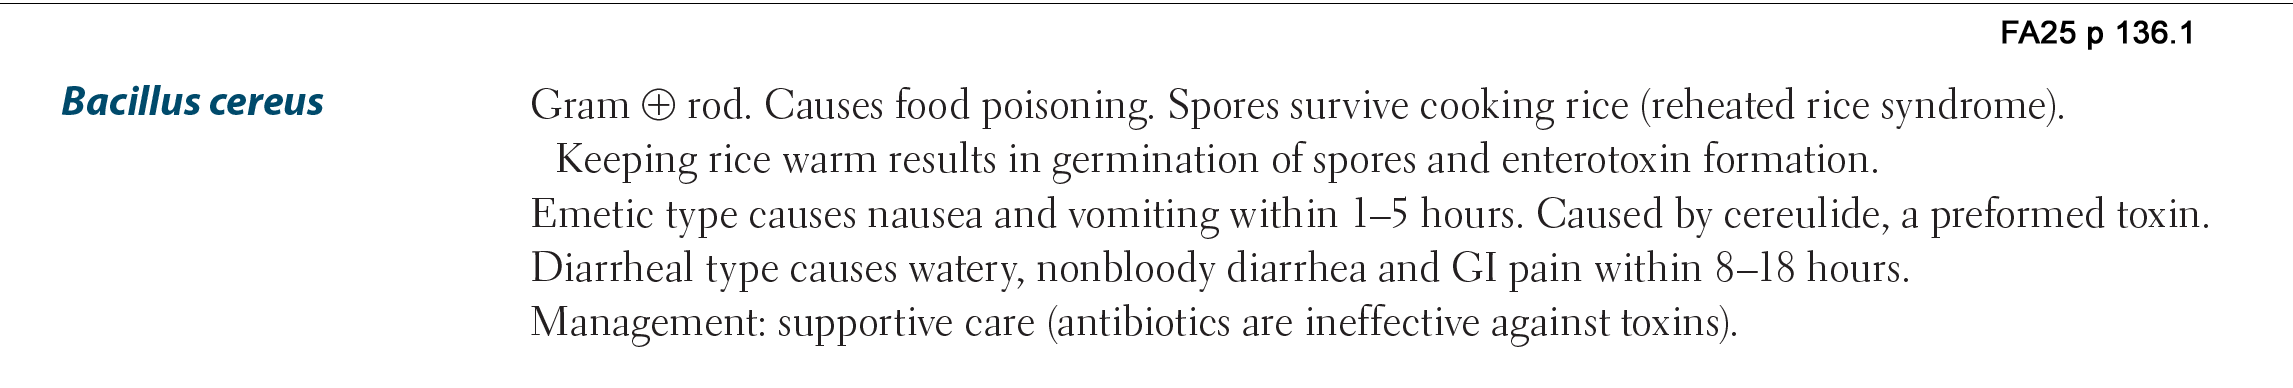 FA25 p 136.1
Bacillus cereus
Gram ⊕ rod. Causes food poisoning. Spores survive cooking rice (reheated rice syndrome).
Keeping rice warm results in germination of spores and enterotoxin formation.
Emetic type causes nausea and vomiting within 1–5 hours. Caused by cereulide, a preformed toxin.
Diarrheal type causes watery, nonbloody diarrhea and GI pain within 8–18 hours.
Management: supportive care (antibiotics are ineffective against toxins).